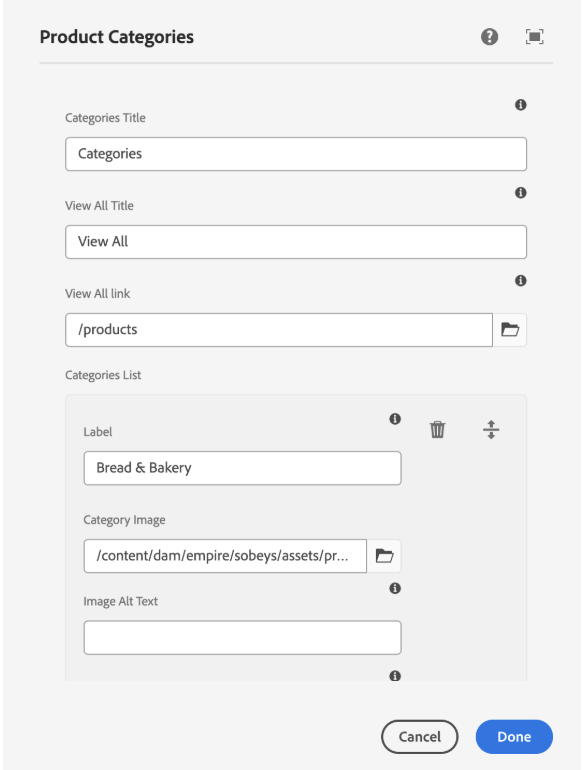 Product Categories
Categories Title
Categories
View All Title
View All
View All link
/products
Categories List
Label
Bread & Bakery
Category Image
/content/dam/empire/sobeys/assets/pr...
Image Alt Text
Cancel
Done